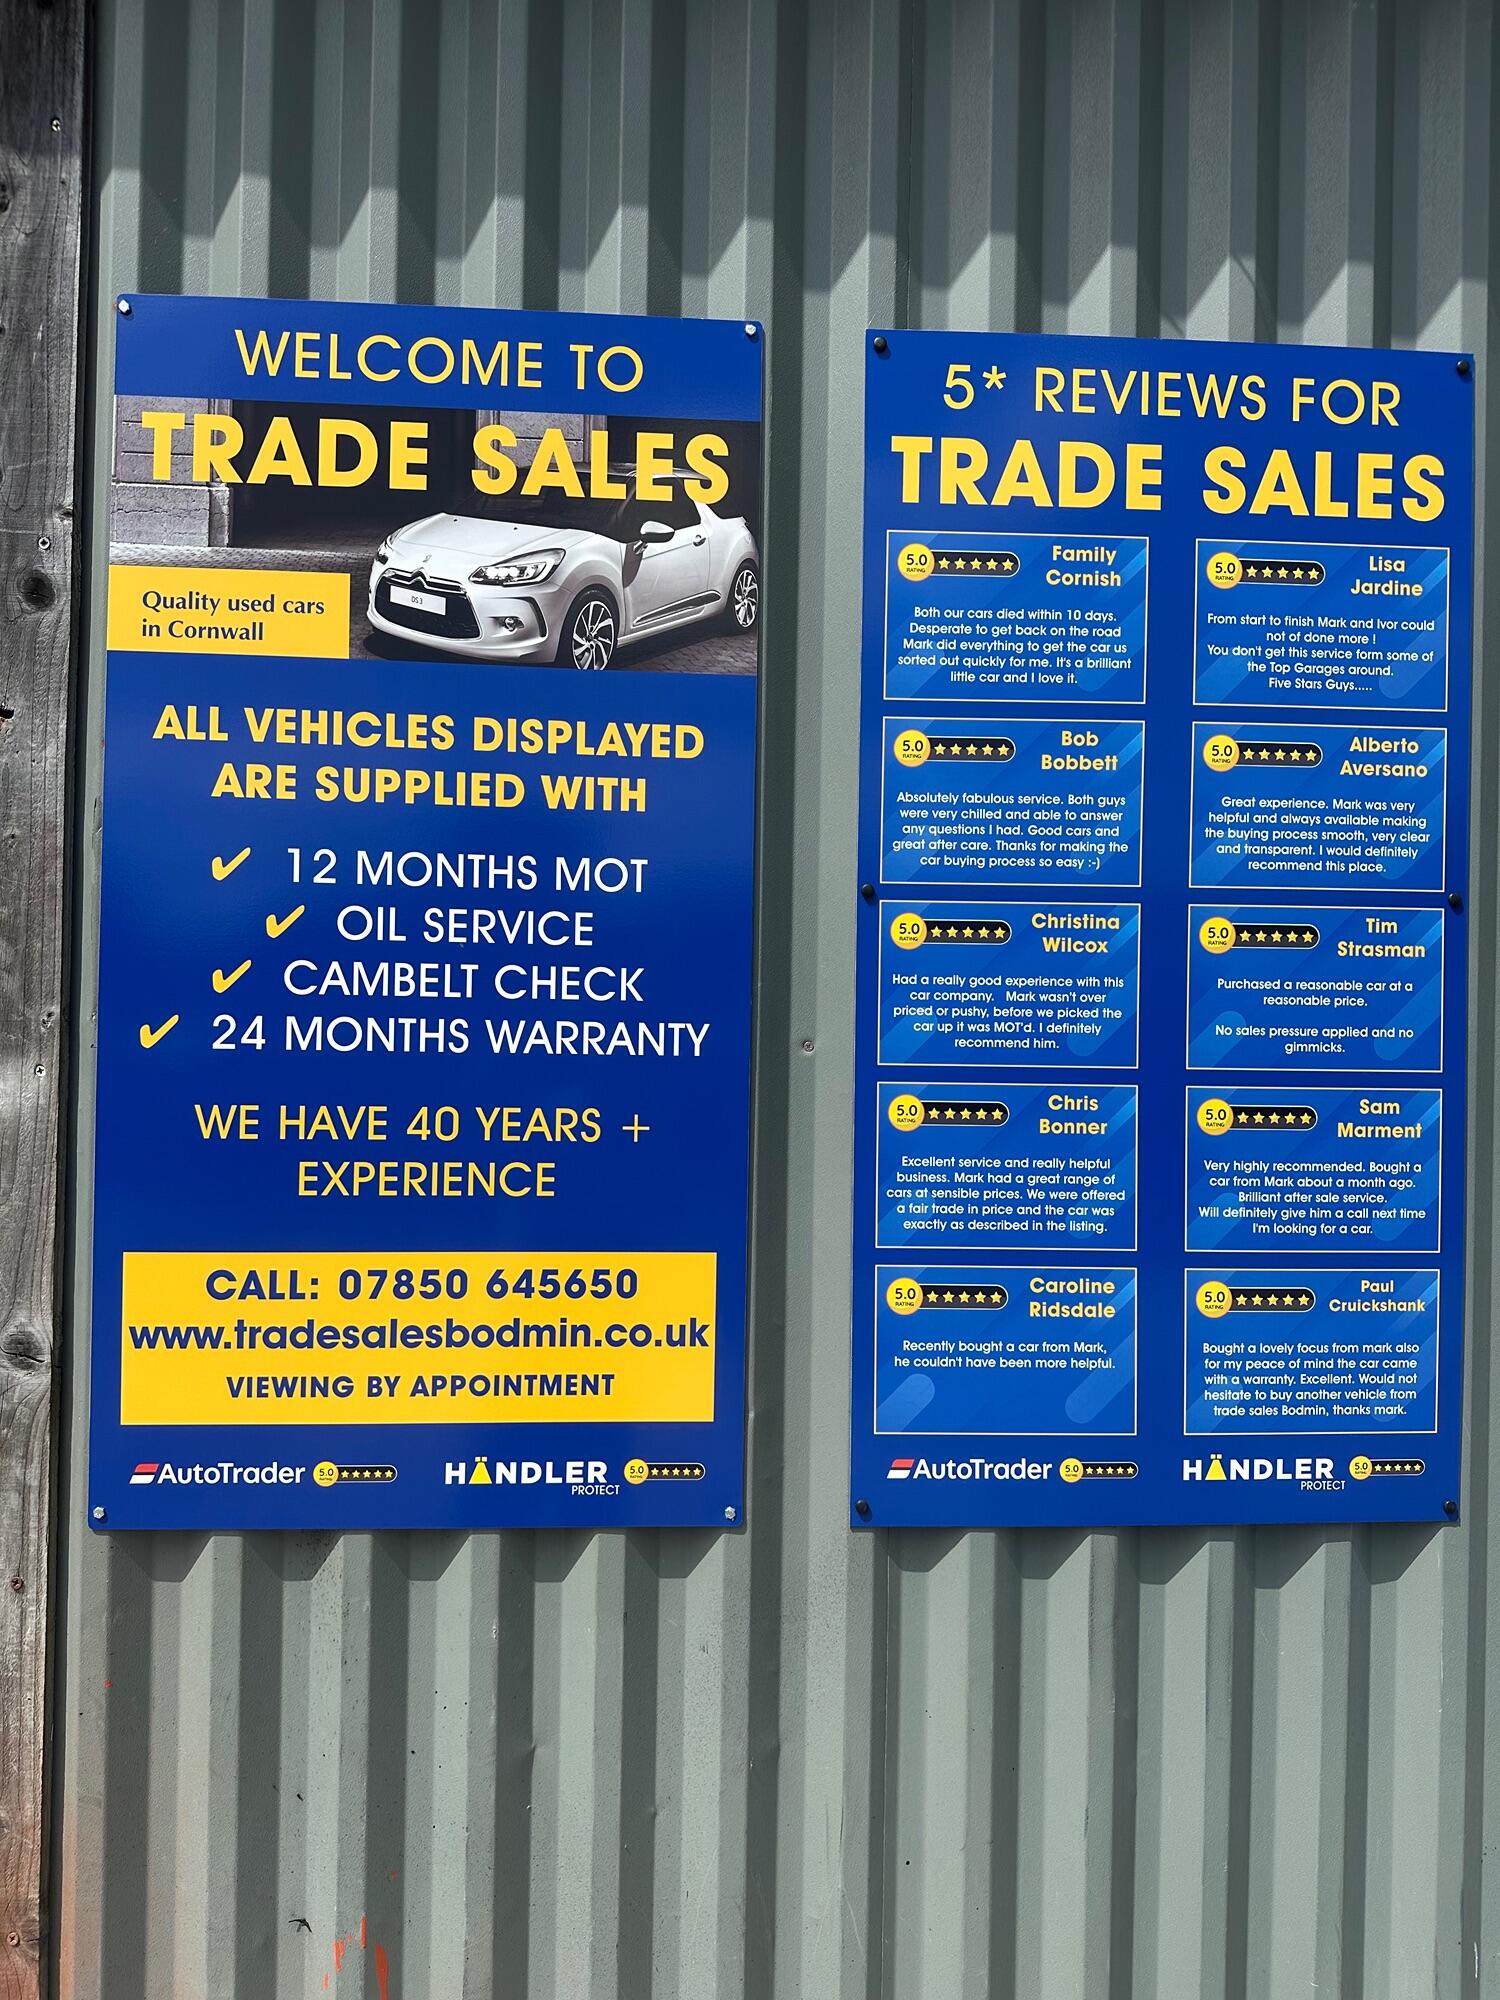 WELCOME TO
TRADE SALES
DS 3
Quality used cars
in Cornwall
ALL VEHICLES DISPLAYED
ARE SUPPLIED WITH
✔ 12 MONTHS MOT
✔ OIL SERVICE
✔ CAMBELT CHECK
✔ 24 MONTHS WARRANTY
WE HAVE 40 YEARS +
EXPERIENCE
CALL: 07850 645650
www.tradesalesbodmin.co.uk
VIEWING BY APPOINTMENT
AutoTrader 5.0 RATING ★★★★★
HÄNDLER PROTECT 5.0 RATING ★★★★★
5* REVIEWS FOR
TRADE SALES
5.0 RATING ★★★★★
Family
Cornish
Both our cars died within 10 days.
Desperate to get back on the road
Mark did everything to get the car us
sorted out quickly for me. It's a brilliant
little car and I love it.
5.0 RATING ★★★★★
Lisa
Jardine
From start to finish Mark and Ivor could
not of done more !
You don't get this service form some of
the Top Garages around.
Five Stars Guys.....
5.0 RATING ★★★★★
Bob
Bobbett
Absolutely fabulous service. Both guys
were very chilled and able to answer
any questions I had. Good cars and
great after care. Thanks for making the
car buying process so easy :-)
5.0 RATING ★★★★★
Alberto
Aversano
Great experience. Mark was very
helpful and always available making
the buying process smooth, very clear
and transparent. I would definitely
recommend this place.
5.0 RATING ★★★★★
Christina
Wilcox
Had a really good experience with this
car company. Mark wasn't over
priced or pushy, before we picked the
car up it was MOT'd. I definitely
recommend him.
5.0 RATING ★★★★★
Tim
Strasman
Purchased a reasonable car at a
reasonable price.
No sales pressure applied and no
gimmicks.
5.0 RATING ★★★★★
Chris
Bonner
Excellent service and really helpful
business. Mark had a great range of
cars at sensible prices. We were offered
a fair trade in price and the car was
exactly as described in the listing.
5.0 RATING ★★★★★
Sam
Marment
Very highly recommended. Bought a
car from Mark about a month ago.
Brilliant after sale service.
Will definitely give him a call next time
I'm looking for a car.
5.0 RATING ★★★★★
Caroline
Ridsdale
Recently bought a car from Mark,
he couldn't have been more helpful.
5.0 RATING ★★★★★
Paul
Cruickshank
Bought a lovely focus from mark also
for my peace of mind the car came
with a warranty. Excellent. Would not
hesitate to buy another vehicle from
trade sales Bodmin, thanks mark.
AutoTrader 5.0 RATING ★★★★★
HÄNDLER PROTECT 5.0 RATING ★★★★★